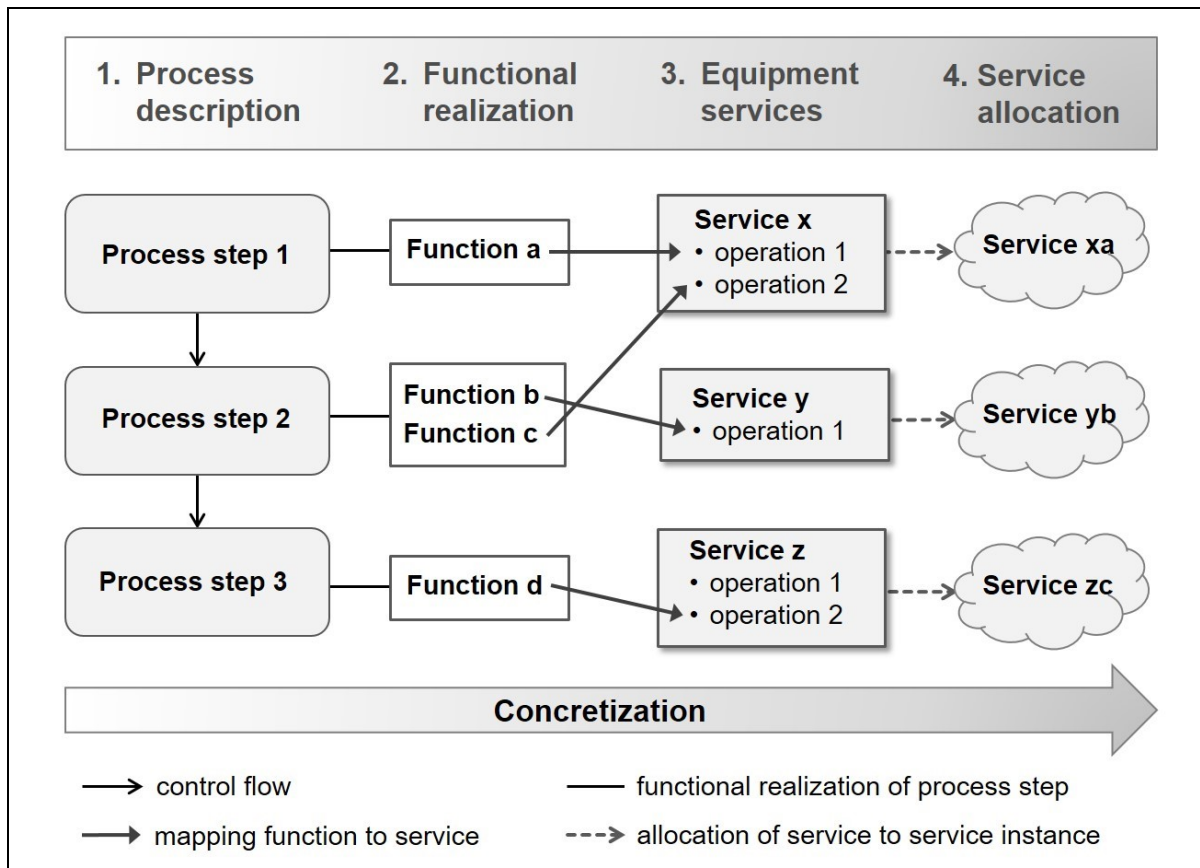 1. Process description
2. Functional realization
3. Equipment services
4. Service allocation
Process step 1
Function a
Service x
• operation 1
• operation 2
Service xa
Process step 2
Function b
Function c
Service y
• operation 1
Service yb
Process step 3
Function d
Service z
• operation 1
• operation 2
Service zc
Concretization
control flow
functional realization of process step
mapping function to service
allocation of service to service instance